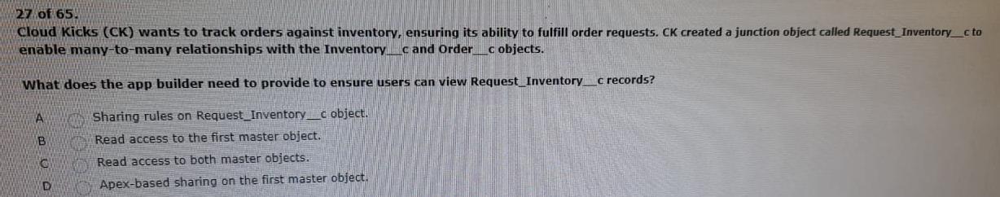 27 of 65.
Cloud Kicks (CK) wants to track orders against inventory, ensuring its ability to fulfill order requests. CK created a junction object called Request_Inventory__c to
enable many-to-many relationships with the Inventory__c and Order__c objects.
What does the app builder need to provide to ensure users can view Request_Inventory__c records?
A Sharing rules on Request_Inventory__c object.
B Read access to the first master object.
C Read access to both master objects.
D Apex-based sharing on the first master object.